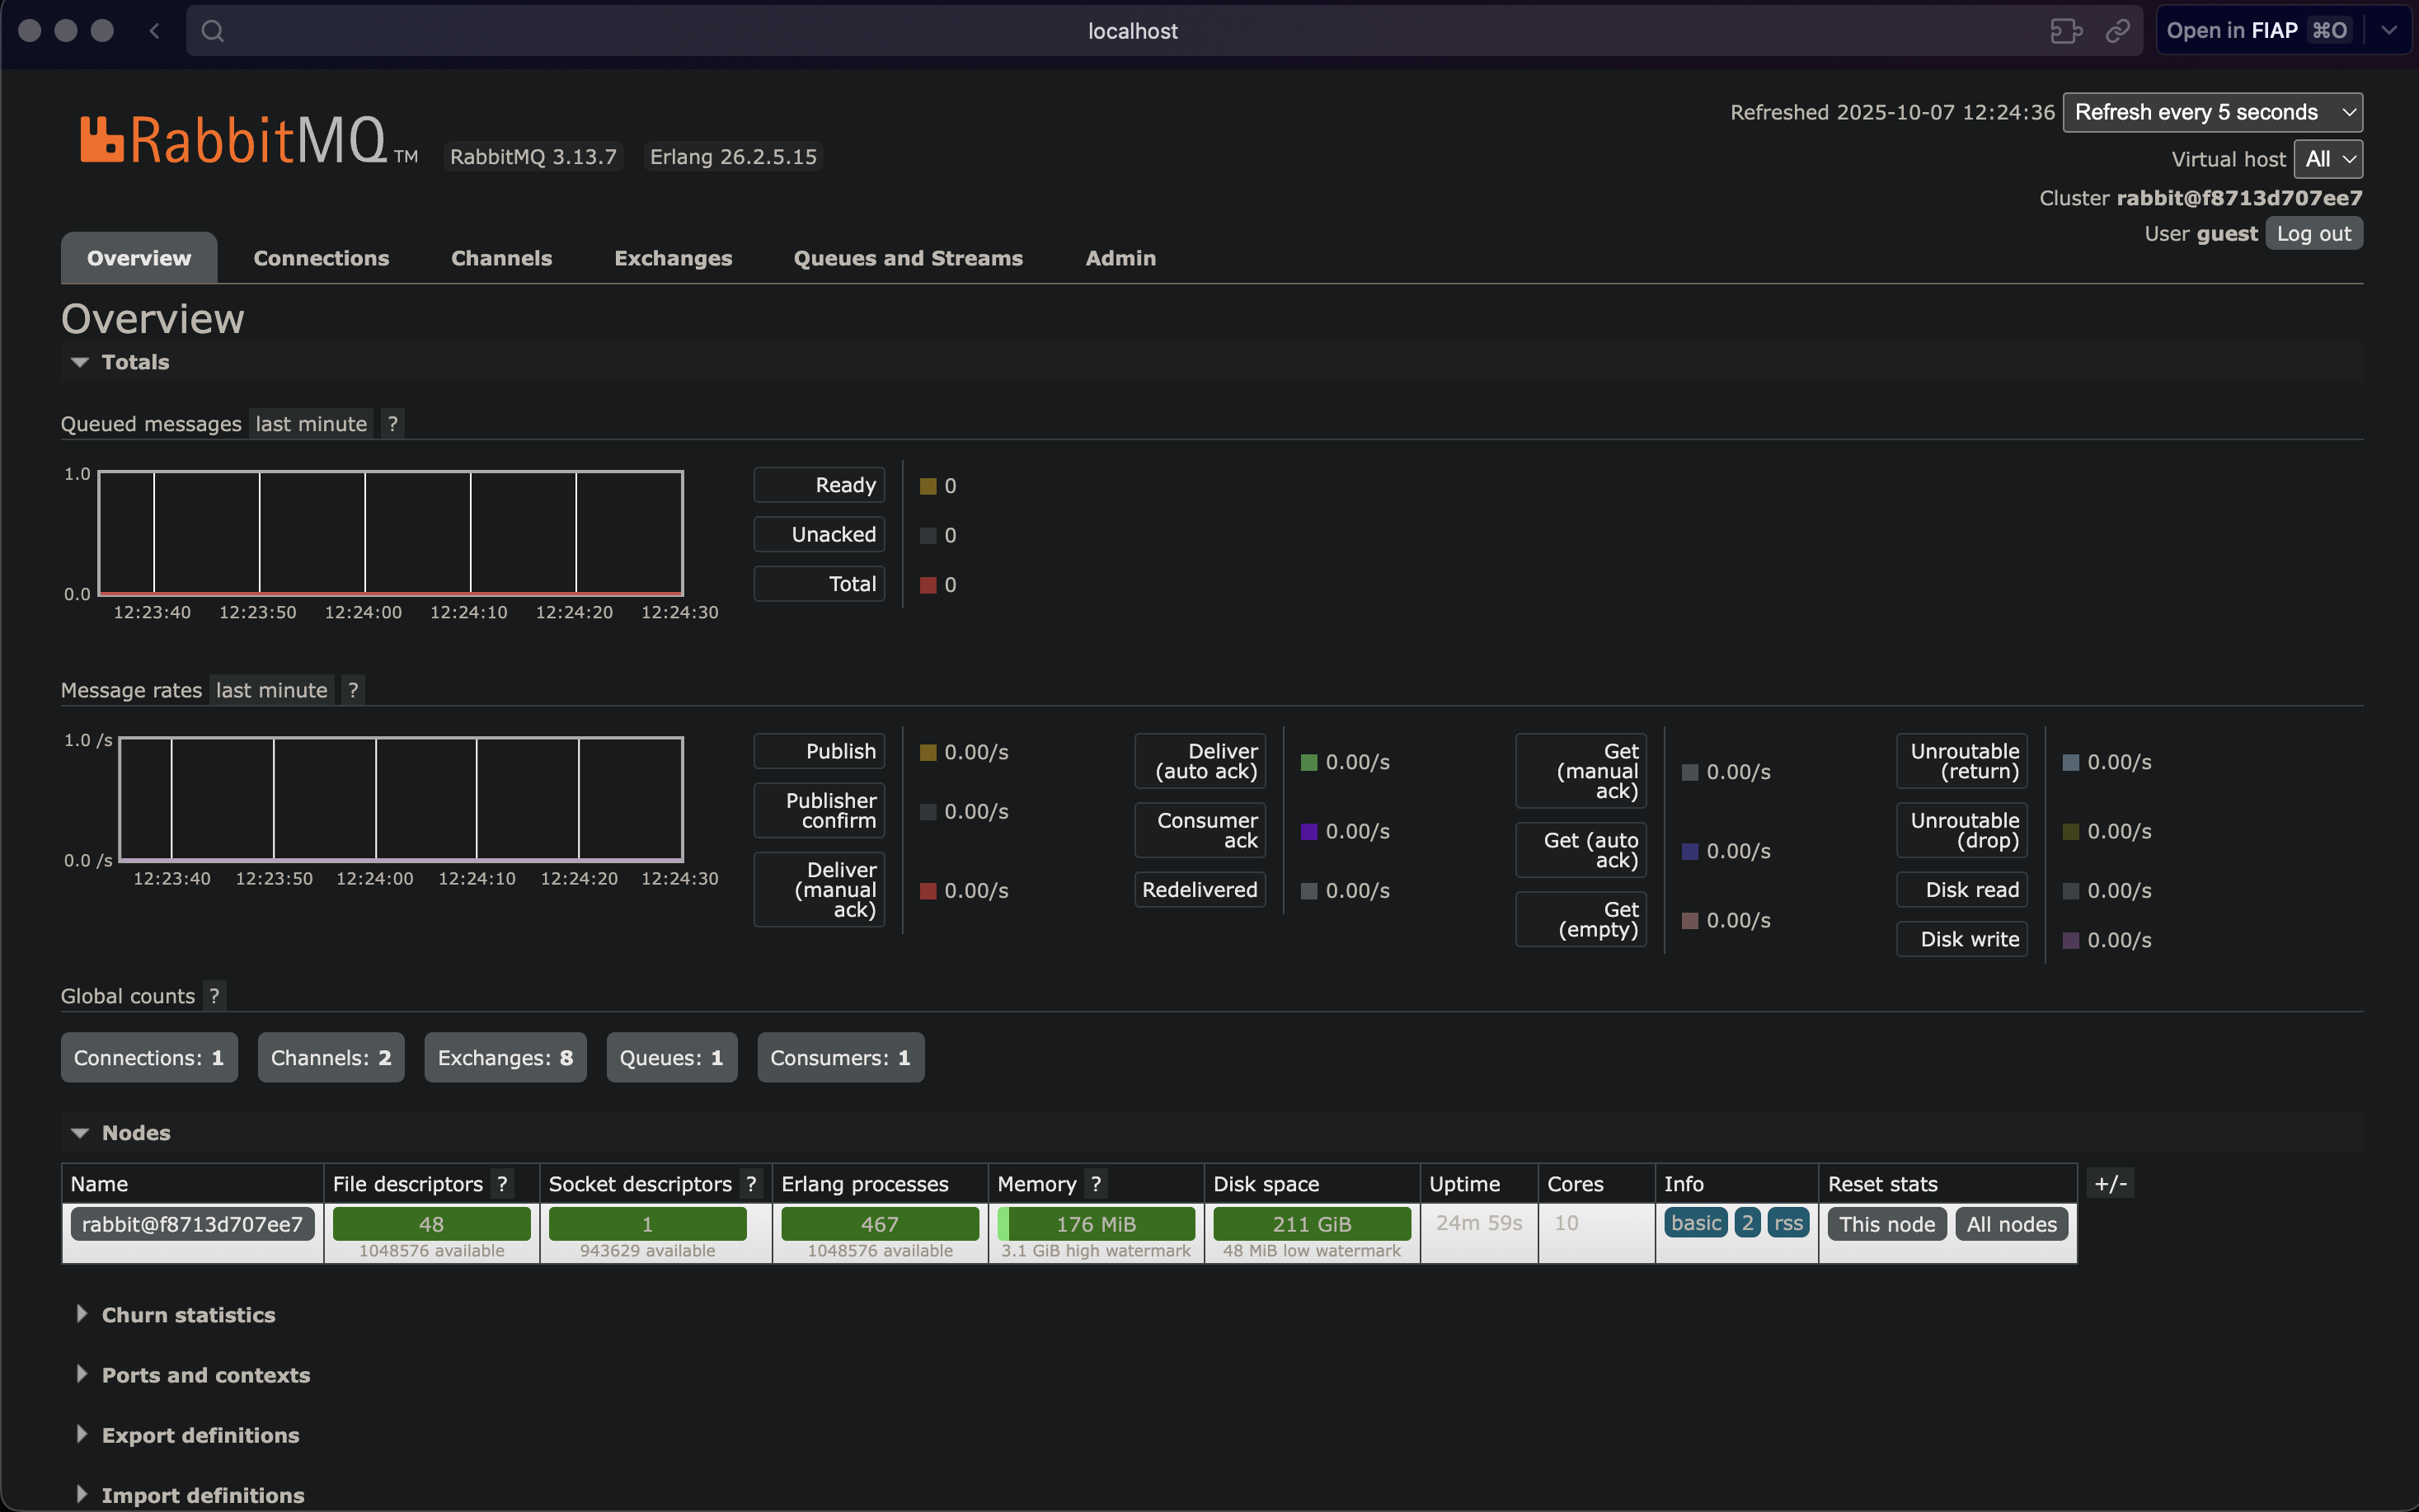 localhost
Open in FIAP ⌘O
RabbitMQ TM RabbitMQ 3.13.7 Erlang 26.2.5.15
Refreshed 2025-10-07 12:24:36 Refresh every 5 seconds
Virtual host All
Cluster rabbit@f8713d707ee7
User guest Log out
Overview Connections Channels Exchanges Queues and Streams Admin
Overview
Totals
Queued messages last minute ?
1.0
0.0
12:23:40 12:23:50 12:24:00 12:24:10 12:24:20 12:24:30
Ready 0
Unacked 0
Total 0
Message rates last minute ?
1.0 /s
0.0 /s
12:23:40 12:23:50 12:24:00 12:24:10 12:24:20 12:24:30
Publish 0.00/s
Publisher
confirm 0.00/s
Deliver
(manual
ack) 0.00/s
Deliver
(auto ack) 0.00/s
Consumer
ack 0.00/s
Redelivered 0.00/s
Get
(manual
ack) 0.00/s
Get (auto
ack) 0.00/s
Get
(empty) 0.00/s
Unroutable
(return) 0.00/s
Unroutable
(drop) 0.00/s
Disk read 0.00/s
Disk write 0.00/s
Global counts ?
Connections: 1 Channels: 2 Exchanges: 8 Queues: 1 Consumers: 1
Nodes
Name File descriptors ? Socket descriptors ? Erlang processes Memory ? Disk space Uptime Cores Info Reset stats +/-
rabbit@f8713d707ee7 48 1 467 176 MiB 211 GiB 24m 59s 10 basic 2 rss This node All nodes
1048576 available 943629 available 1048576 available 3.1 GiB high watermark 48 MiB low watermark
Churn statistics
Ports and contexts
Export definitions
Import definitions